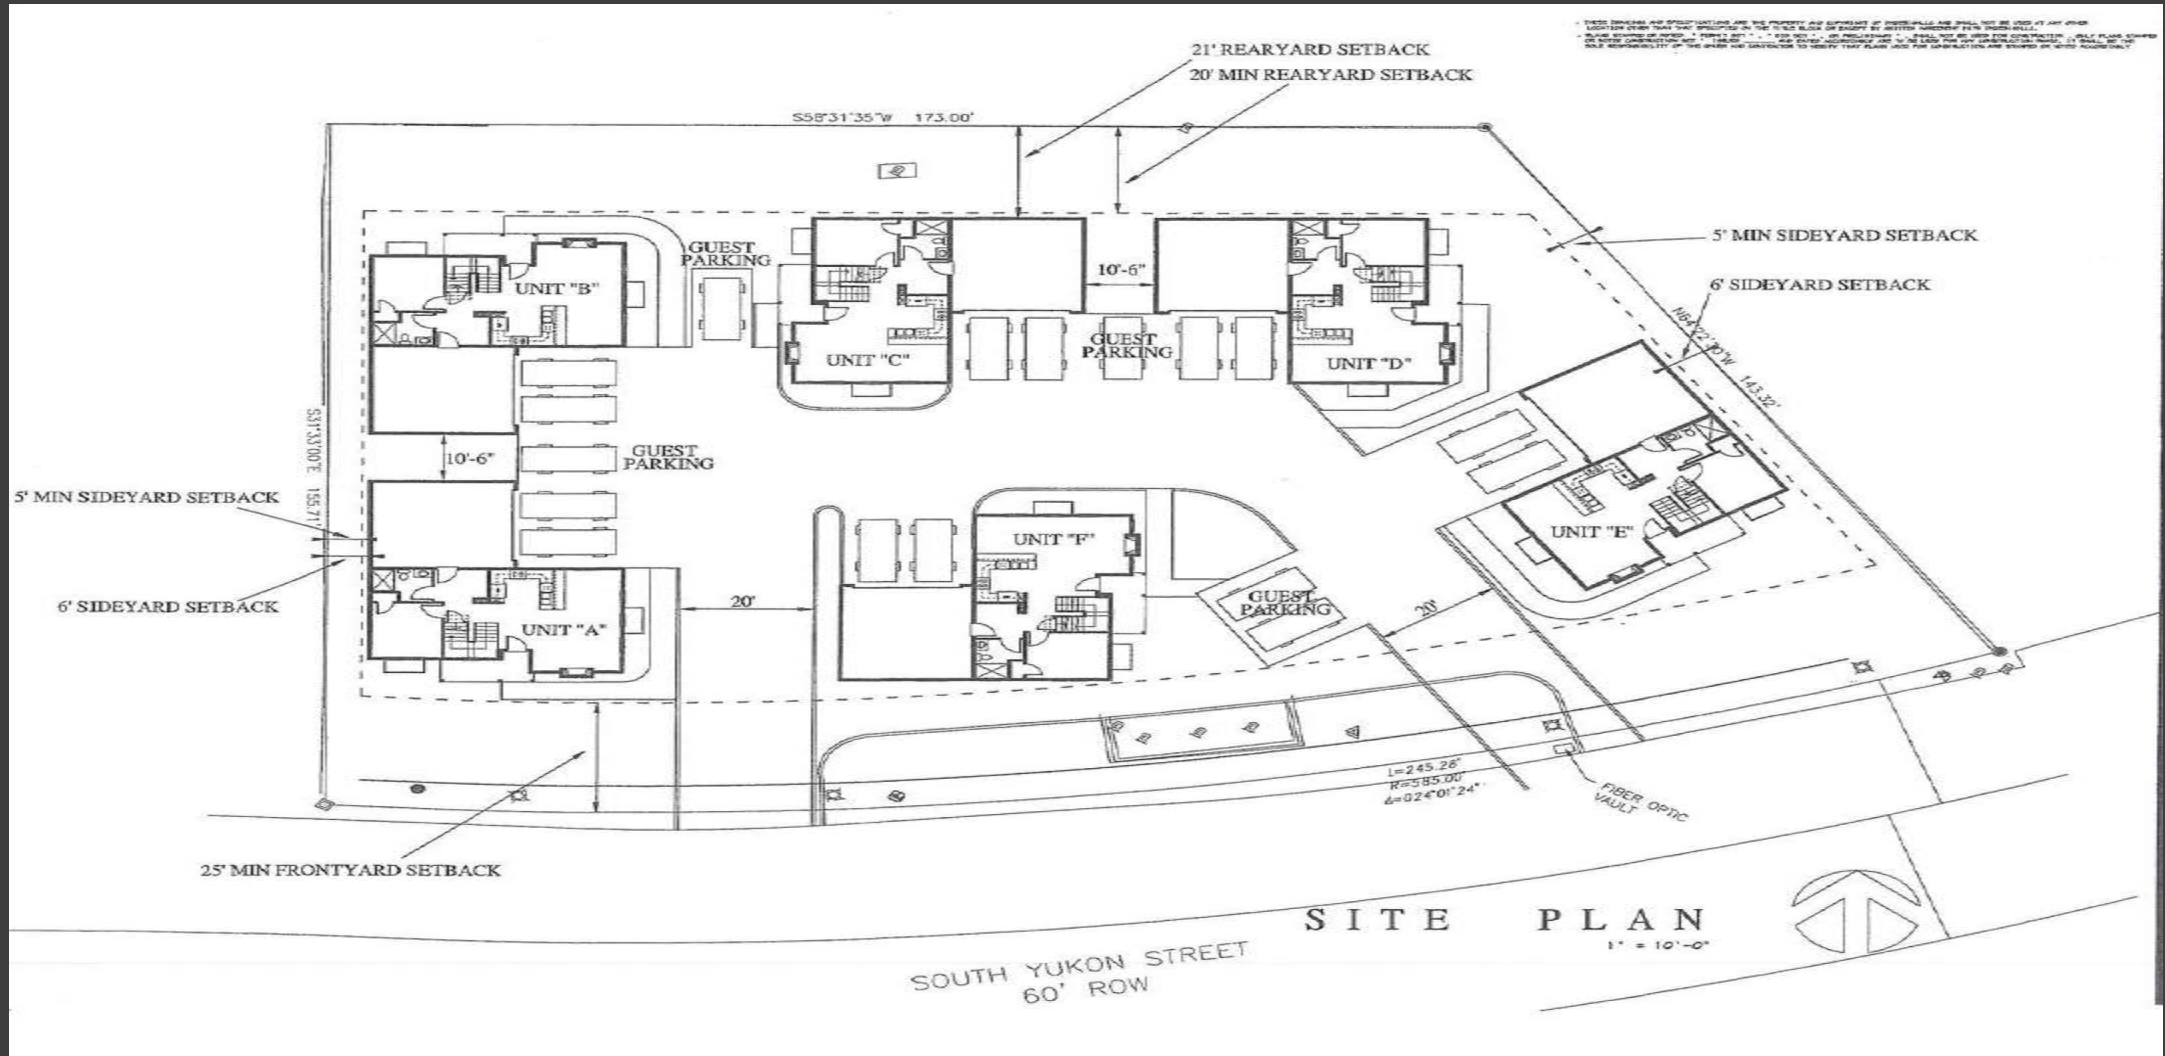 21' REARYARD SETBACK
20' MIN REARYARD SETBACK
S58°31'35"W 173.00'
5' MIN SIDEYARD SETBACK
6' SIDEYARD SETBACK
143.32'
GUEST
PARKING
UNIT "B"
10'-6"
UNIT "C"
GUEST
PARKING
UNIT "D"
S31°33'00"E 155.71'
10'-6"
GUEST
PARKING
5' MIN SIDEYARD SETBACK
6' SIDEYARD SETBACK
UNIT "F"
UNIT "E"
UNIT "A"
20'
GUEST
PARKING
20'
L=245.28'
R=585.00'
Δ=024°01'24"
FIBER OPTIC
VAULT
25' MIN FRONTYARD SETBACK
SITE PLAN
1" = 10'-0"
SOUTH YUKON STREET
60' ROW